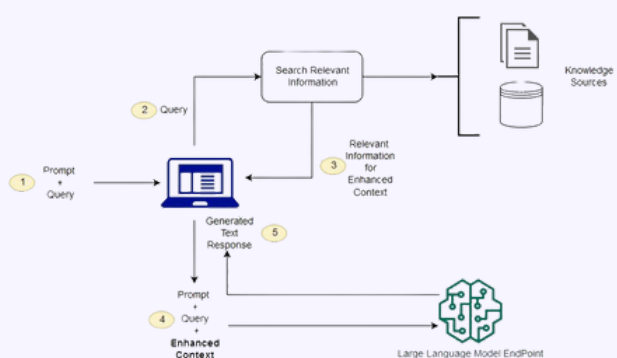 Search Relevant
Information
Knowledge
Sources
2
Query
3
Relevant
Information
for
Enhanced
Context
1
Prompt
+
Query
Generated
Text
Response
5
4
Prompt
+
Query
+
Enhanced
Context
Large Language Model EndPoint